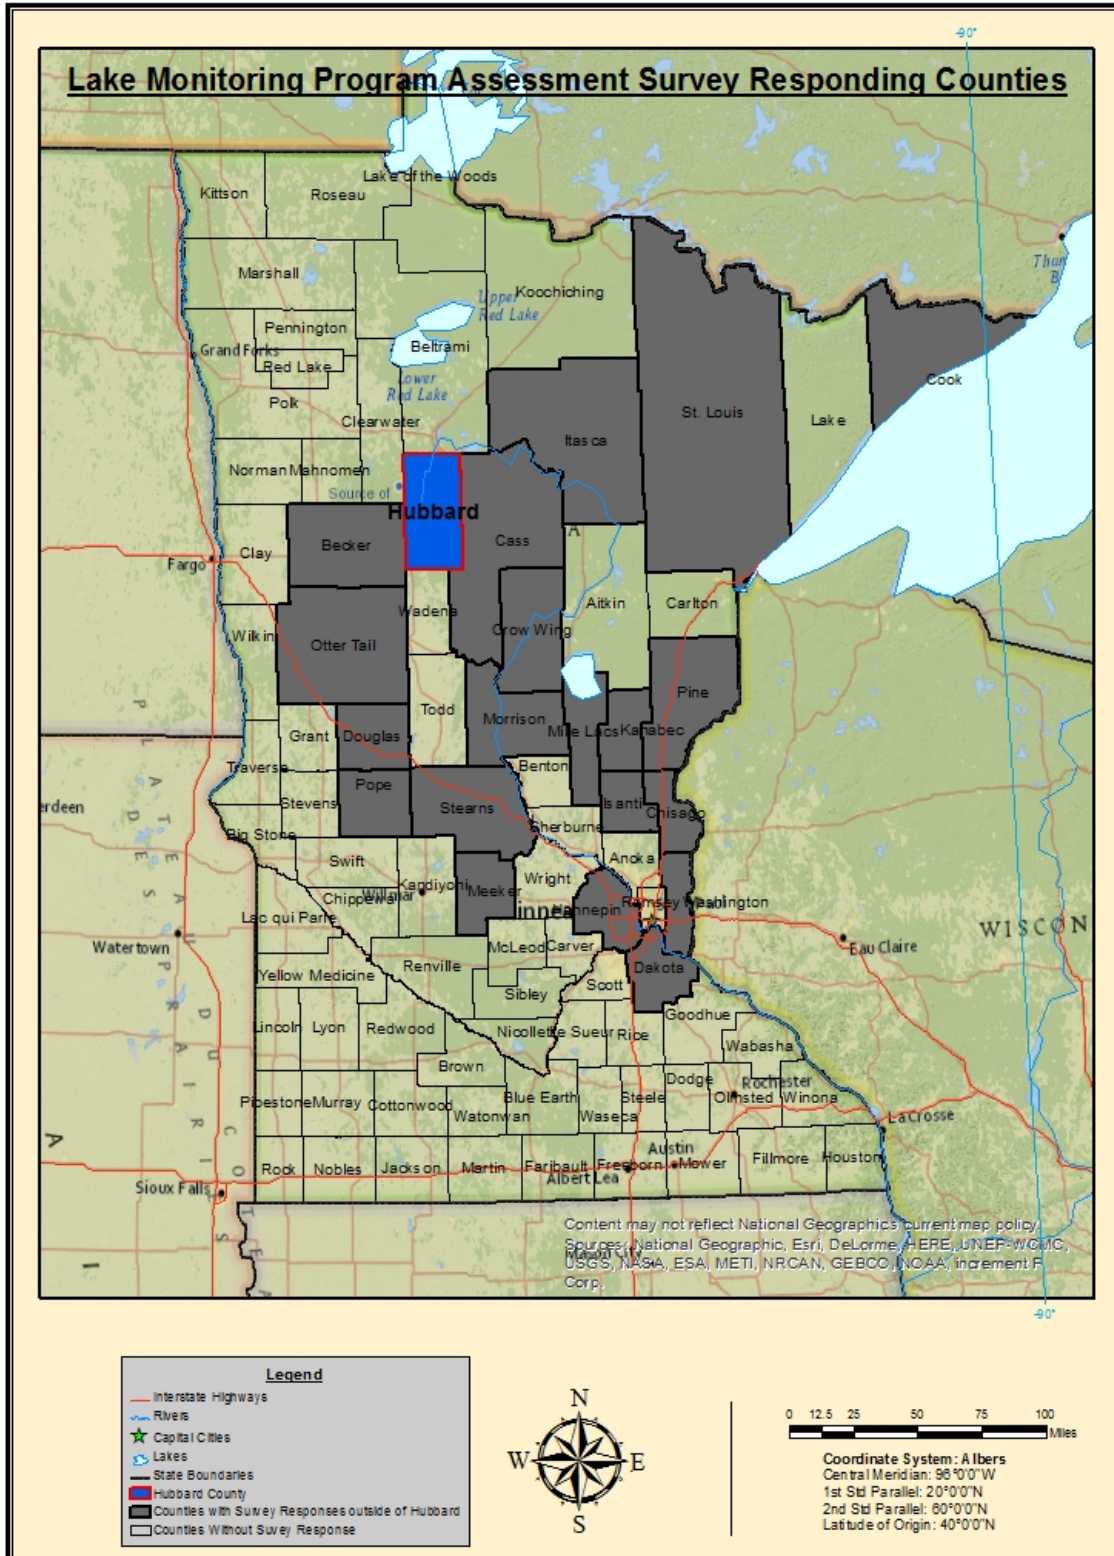 -90°
Lake Monitoring Program Assessment Survey Responding Counties
Lake of the Woods
Kittson
Roseau
Marshall
Koochiching
Upper
Red Lake
Pennington
Grand Forks
Beltrami
Red Lake
Lower
Red Lake
Polk
Clearwater
Itasca
St. Louis
Lake
Cook
Norman
Mahnomen
Source of
Hubbard
Becker
Cass
Clay
Fargo
Wadena
Crow Wing
Aitkin
Carlton
Wilkin
Otter Tail
Pine
Todd
Morrison
Mille Lacs
Kanabec
Grant
Douglas
Benton
Traverse
Pope
Stevens
Stearns
Isanti
Chisago
Big Stone
Sherburne
Swift
Anoka
Kandiyohi
Meeker
Wright
Chippewa
Willmar
Ramsey
Washington
Hennepin
innea
Lac qui Parle
Watertown
McLeod
Carver
WISCON
Eau Claire
Renville
Dakota
Yellow Medicine
Sibley
Scott
Lincoln
Lyon
Redwood
Nicollet
Le Sueur
Rice
Goodhue
Wabasha
Brown
Dodge
Rochester
Pipestone
Murray
Cottonwood
Watonwan
Blue Earth
Waseca
Steele
Olmsted
Winona
La Crosse
Rock
Nobles
Jackson
Martin
Faribault
Freeborn
Albert Lea
Austin
Mower
Fillmore
Houston
Sioux Falls
Mason City
Content may not reflect National Geographic's current map policy.
Sources: National Geographic, Esri, DeLorme, HERE, UNEP-WCMC,
USGS, NASA, ESA, METI, NRCAN, GEBCO, NOAA, increment P
Corp.
-90°
Legend
Interstate Highways
Rivers
Capital Cities
Lakes
State Boundaries
Hubbard County
Counties with Survey Responses outside of Hubbard
Counties Without Suvey Response
N
W
E
S
0 12.5 25 50 75 100
Miles
Coordinate System: Albers
Central Meridian: 96°0'0"W
1st Std Parallel: 20°0'0"N
2nd Std Parallel: 60°0'0"N
Latitude of Origin: 40°0'0"N